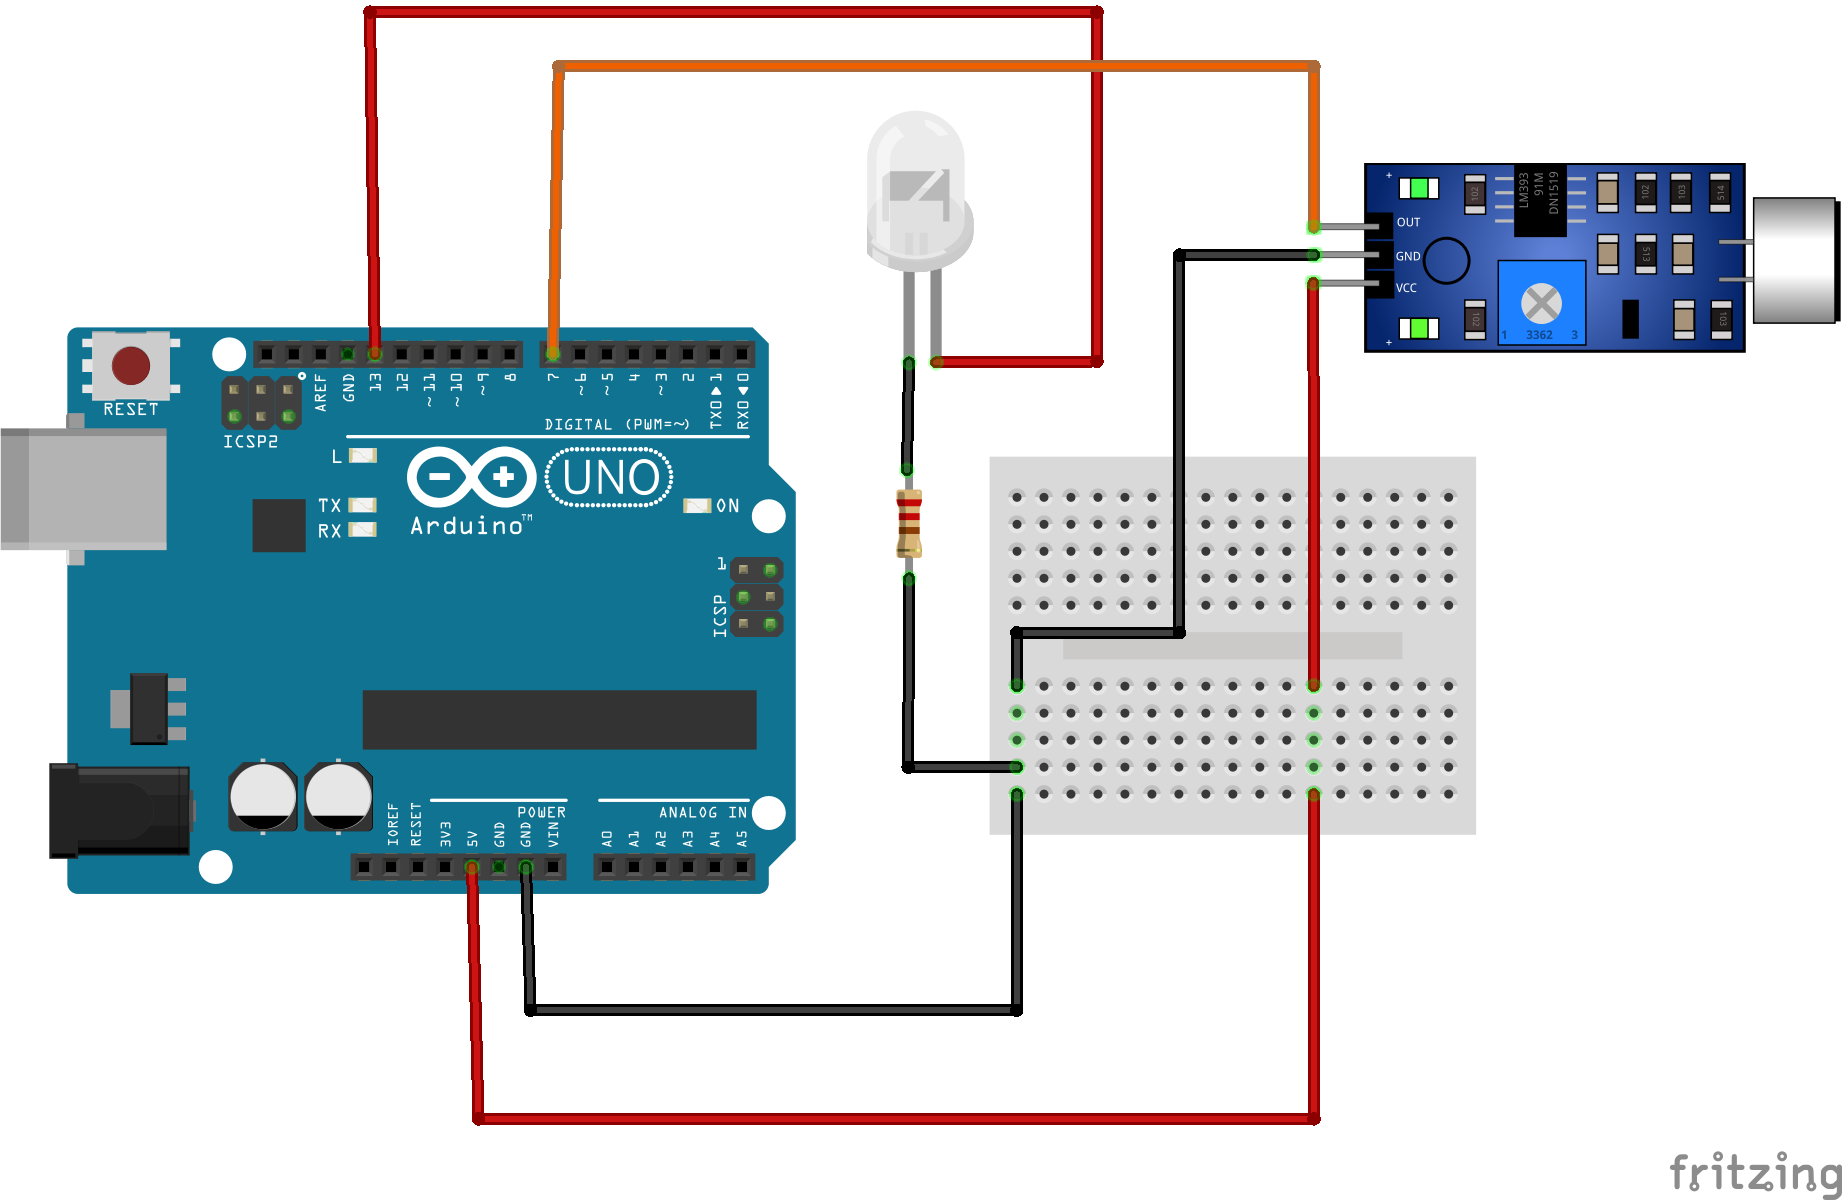 RESET
ICSP2
AREF
GND
13
12
~11
~10
~9
8
7
~6
~5
4
~3
2
TX0▶1
RX0◀0
DIGITAL (PWM=~)
L
TX
RX
UNO
Arduino™
ON
1
ICSP
IOREF
RESET
3V3
5V
GND
GND
VIN
POWER
ANALOG IN
A0
A1
A2
A3
A4
A5
+
102
LM393
91M
DN1519
102
103
514
OUT
GND
VCC
513
102
1 3362 3
103
+
fritzing